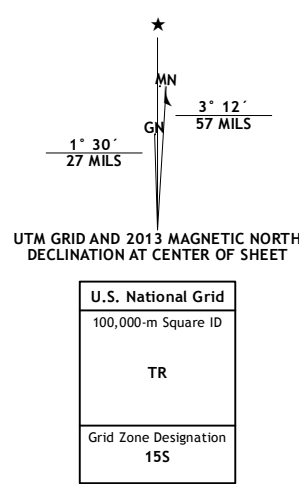 ★
MN
GN
3° 12´
57 MILS
1° 30´
27 MILS
UTM GRID AND 2013 MAGNETIC NORTH
DECLINATION AT CENTER OF SHEET
U.S. National Grid
100,000-m Square ID
TR
Grid Zone Designation
15S